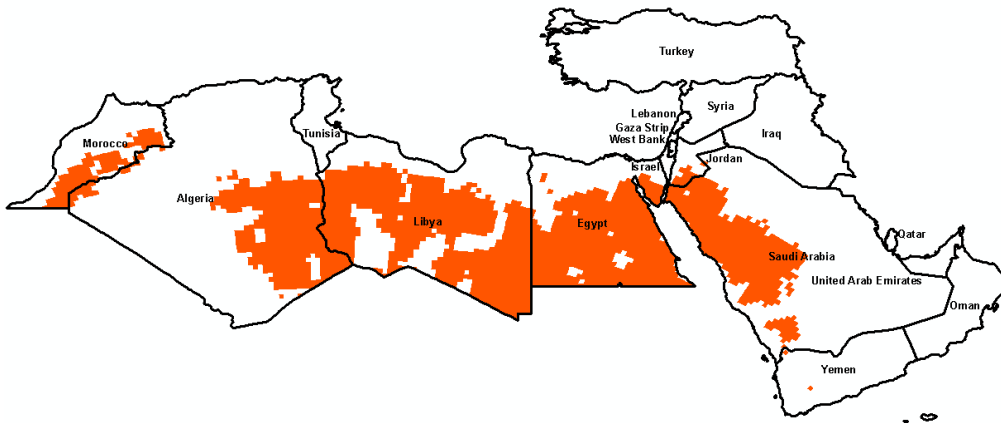 Turkey
Lebanon
Syria
Gaza Strip
West Bank
Iraq
Tunisia
Morocco
Israel
Jordan
Algeria
Libya
Egypt
Qatar
Saudi Arabia
United Arab Emirates
Oman
Yemen